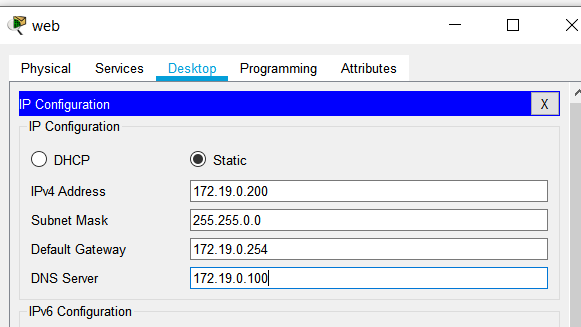 web
Physical Services Desktop Programming Attributes
IP Configuration X
IP Configuration
DHCP Static
IPv4 Address 172.19.0.200
Subnet Mask 255.255.0.0
Default Gateway 172.19.0.254
DNS Server 172.19.0.100
IPv6 Configuration